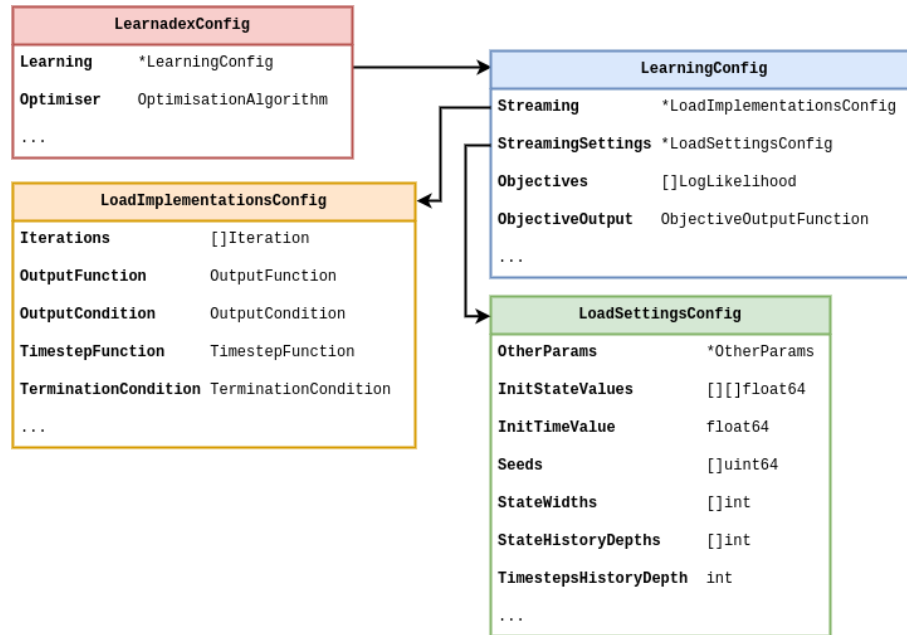 LearnadexConfig
Learning *LearningConfig
Optimiser OptimisationAlgorithm
...
LearningConfig
Streaming *LoadImplementationsConfig
StreamingSettings *LoadSettingsConfig
Objectives []LogLikelihood
ObjectiveOutput ObjectiveOutputFunction
...
LoadImplementationsConfig
Iterations []Iteration
OutputFunction OutputFunction
OutputCondition OutputCondition
TimestepFunction TimestepFunction
TerminationCondition TerminationCondition
...
LoadSettingsConfig
OtherParams *OtherParams
InitStateValues [][]float64
InitTimeValue float64
Seeds []uint64
StateWidths []int
StateHistoryDepths []int
TimestepsHistoryDepth int
...